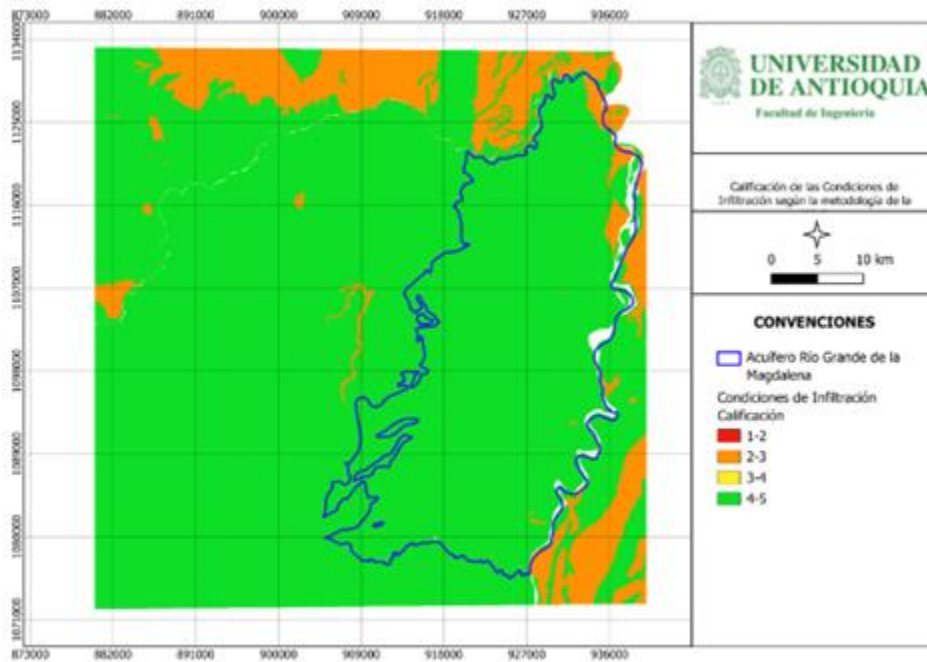 873000 882000 891000 900000 909000 918000 927000 936000
1134000
1125000
1116000
1107000
1098000
1089000
1080000
1071000
873000 882000 891000 900000 909000 918000 927000 936000
UNIVERSIDAD
DE ANTIOQUIA
Facultad de Ingeniería
Calificación de las Condiciones de
Infiltración según la metodología de la
0 5 10 km
CONVENCIONES
Acuífero Río Grande de la
Magdalena
Condiciones de Infiltración
Calificación
1-2
2-3
3-4
4-5